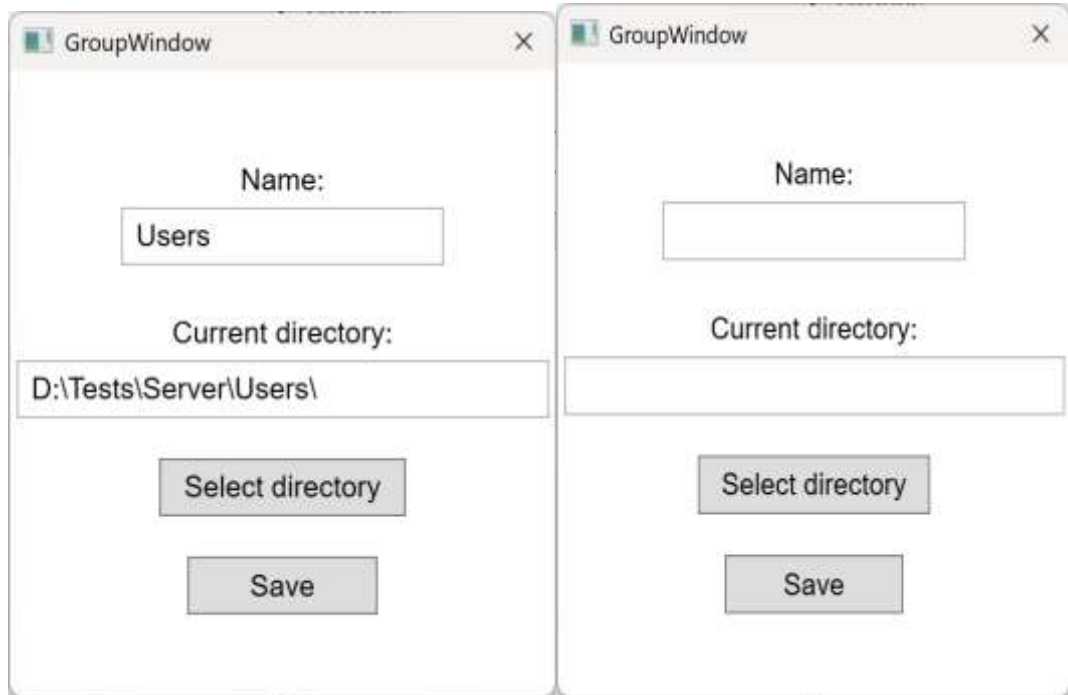 GroupWindow
Name:
Users
Current directory:
D:\Tests\Server\Users\
Select directory
Save
GroupWindow
Name:
Current directory:
Select directory
Save